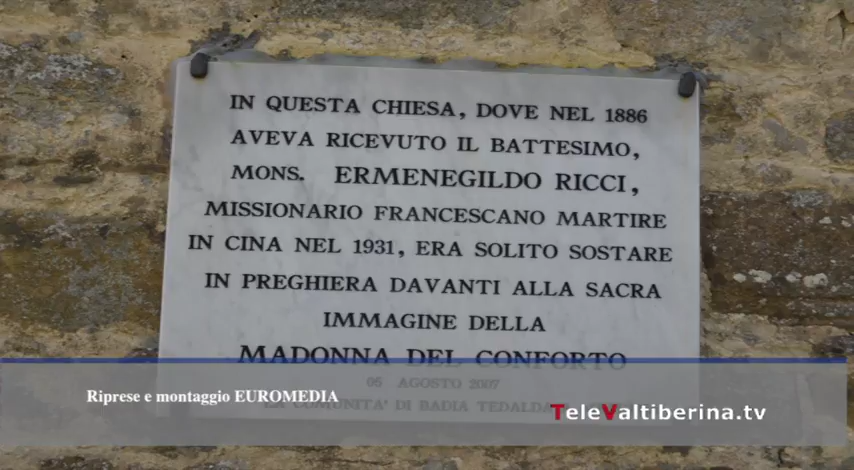 IN QUESTA CHIESA, DOVE NEL 1886
AVEVA RICEVUTO IL BATTESIMO,
MONS. ERMENEGILDO RICCI,
MISSIONARIO FRANCESCANO MARTIRE
IN CINA NEL 1931, ERA SOLITO SOSTARE
IN PREGHIERA DAVANTI ALLA SACRA
IMMAGINE DELLA
MADONNA DEL CONFORTO
05 AGOSTO 2007
LA COMUNITA' DI BADIA TEDALDA
Riprese e montaggio EUROMEDIA
TeleValtiberina.tv